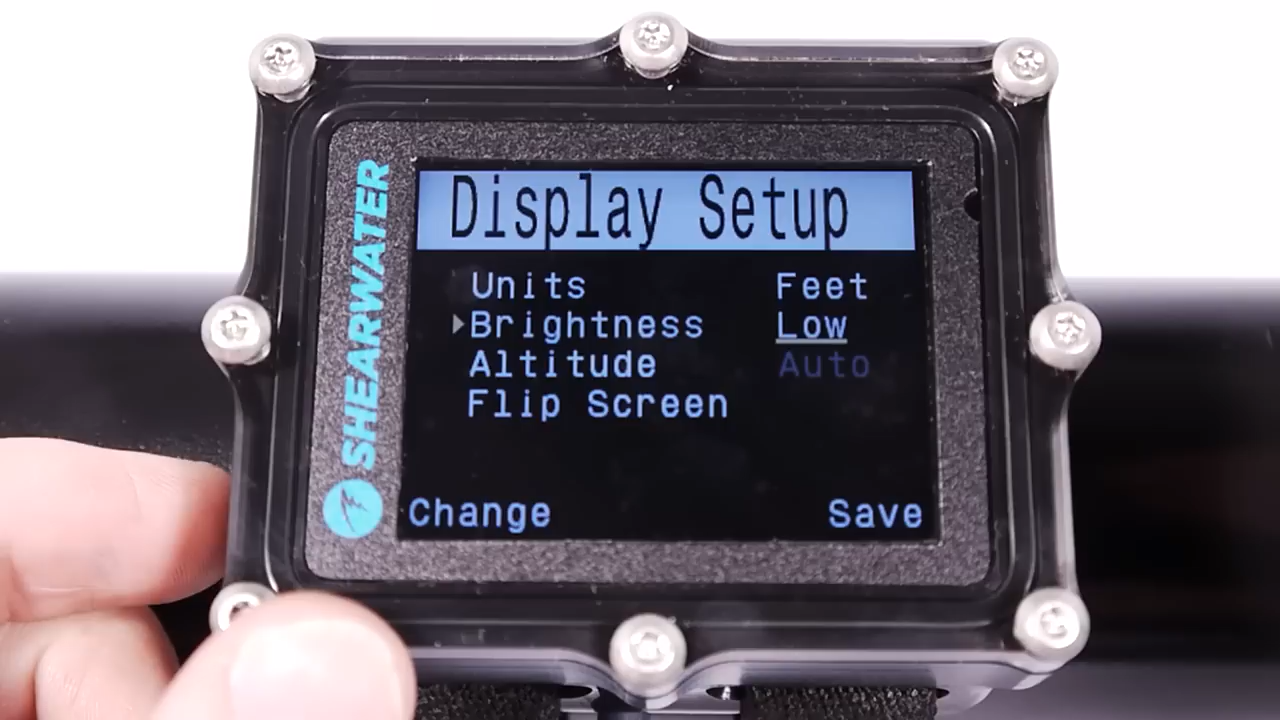 SHEARWATER
Display Setup
Units Feet
Brightness Low
Altitude Auto
Flip Screen
Change Save